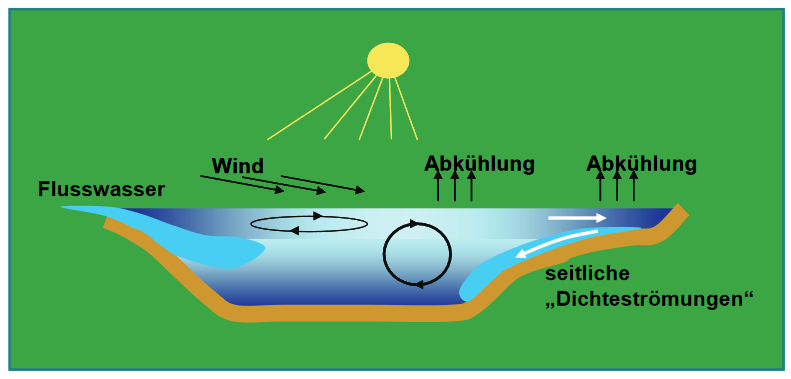 Wind
Abkühlung
Abkühlung
Flusswasser
seitliche
„Dichteströmungen“